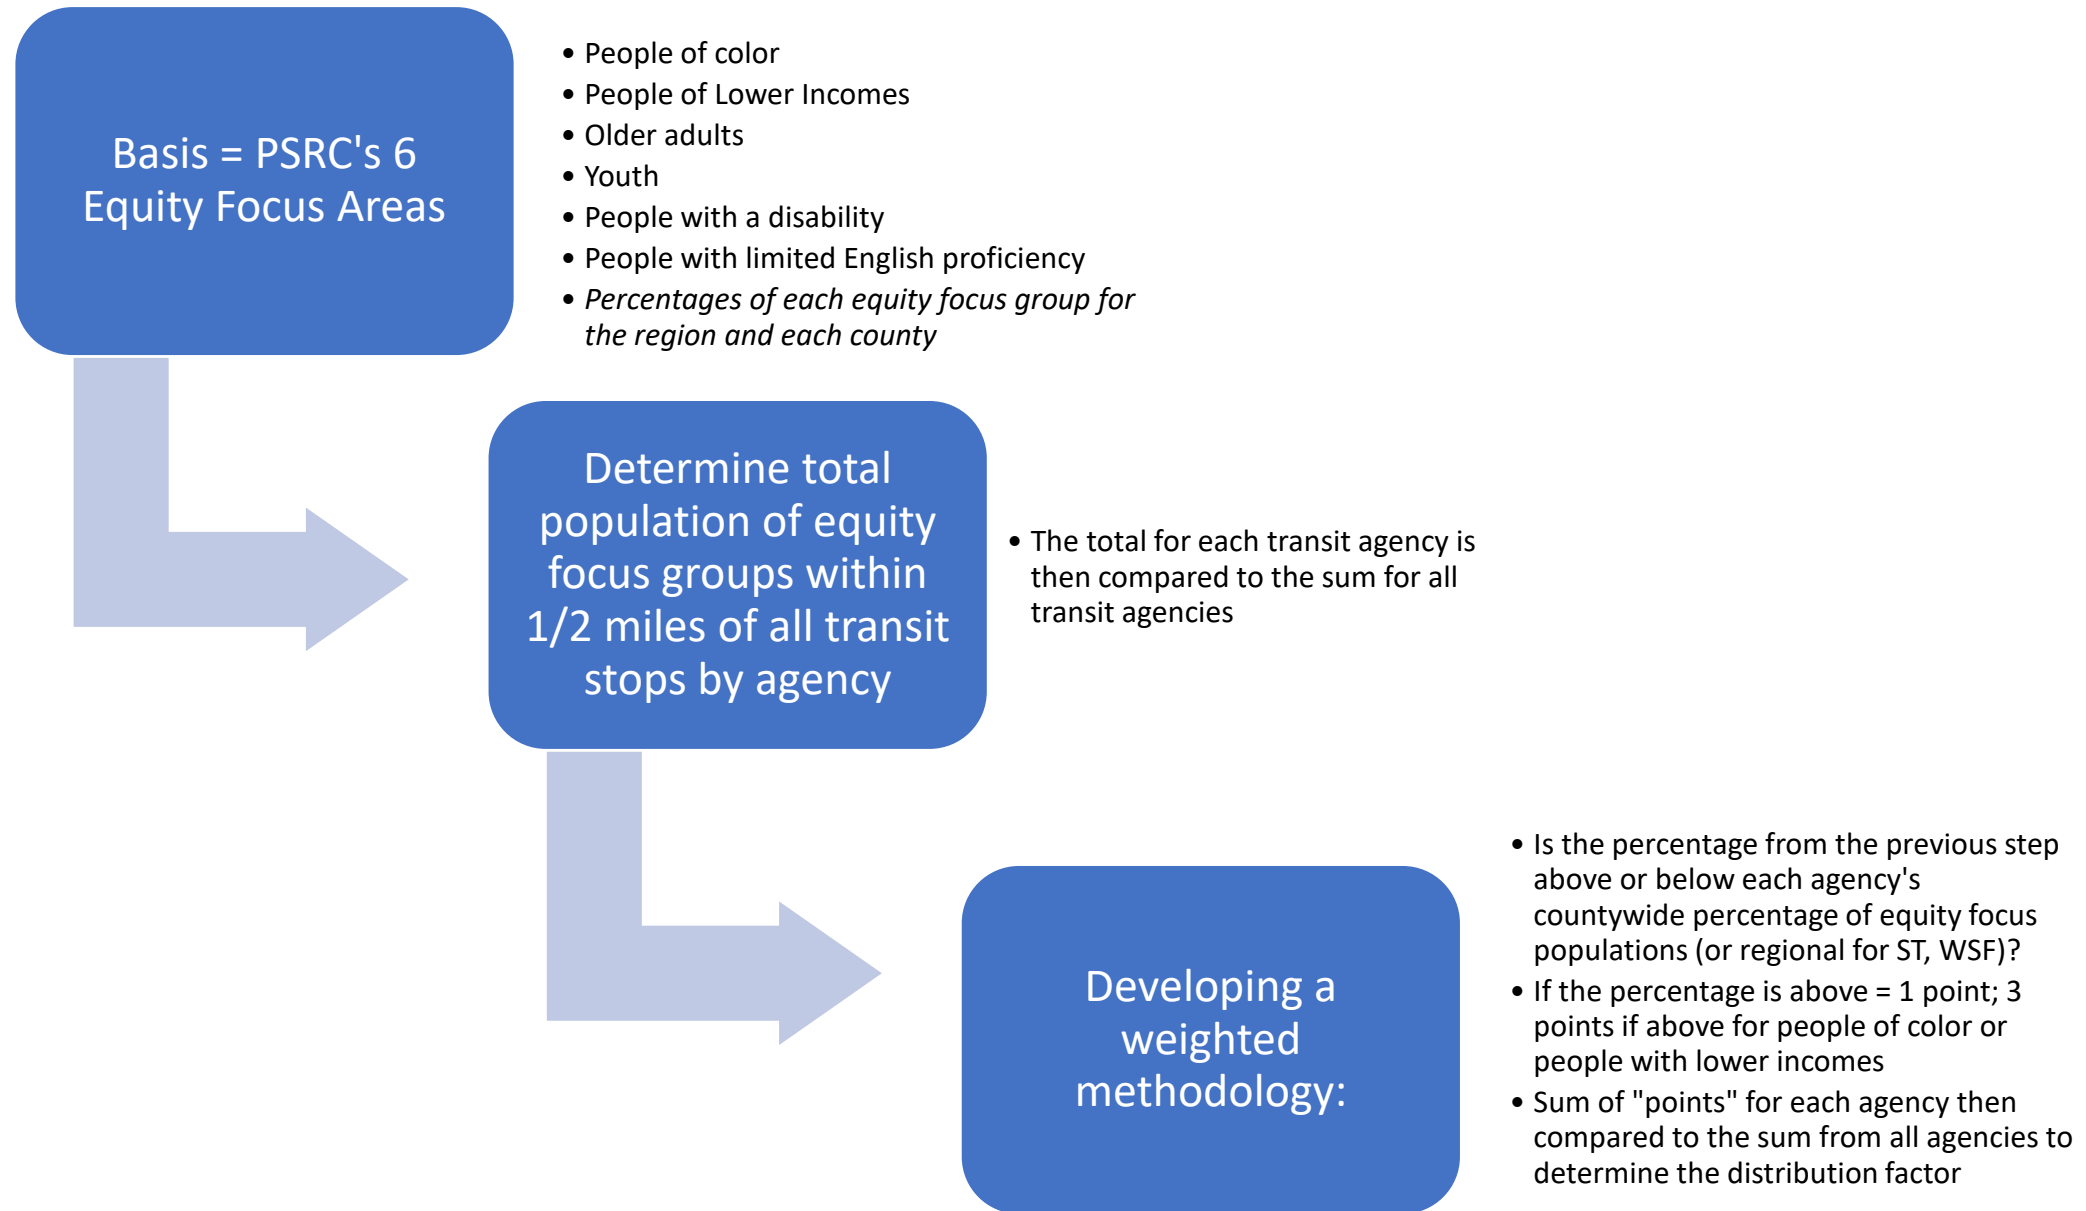 Basis = PSRC's 6
Equity Focus Areas
• People of color
• People of Lower Incomes
• Older adults
• Youth
• People with a disability
• People with limited English proficiency
• Percentages of each equity focus group for
the region and each county
Determine total
population of equity
focus groups within
1/2 miles of all transit
stops by agency
• The total for each transit agency is
then compared to the sum for all
transit agencies
Developing a
weighted
methodology:
• Is the percentage from the previous step
above or below each agency's
countywide percentage of equity focus
populations (or regional for ST, WSF)?
• If the percentage is above = 1 point; 3
points if above for people of color or
people with lower incomes
• Sum of "points" for each agency then
compared to the sum from all agencies to
determine the distribution factor